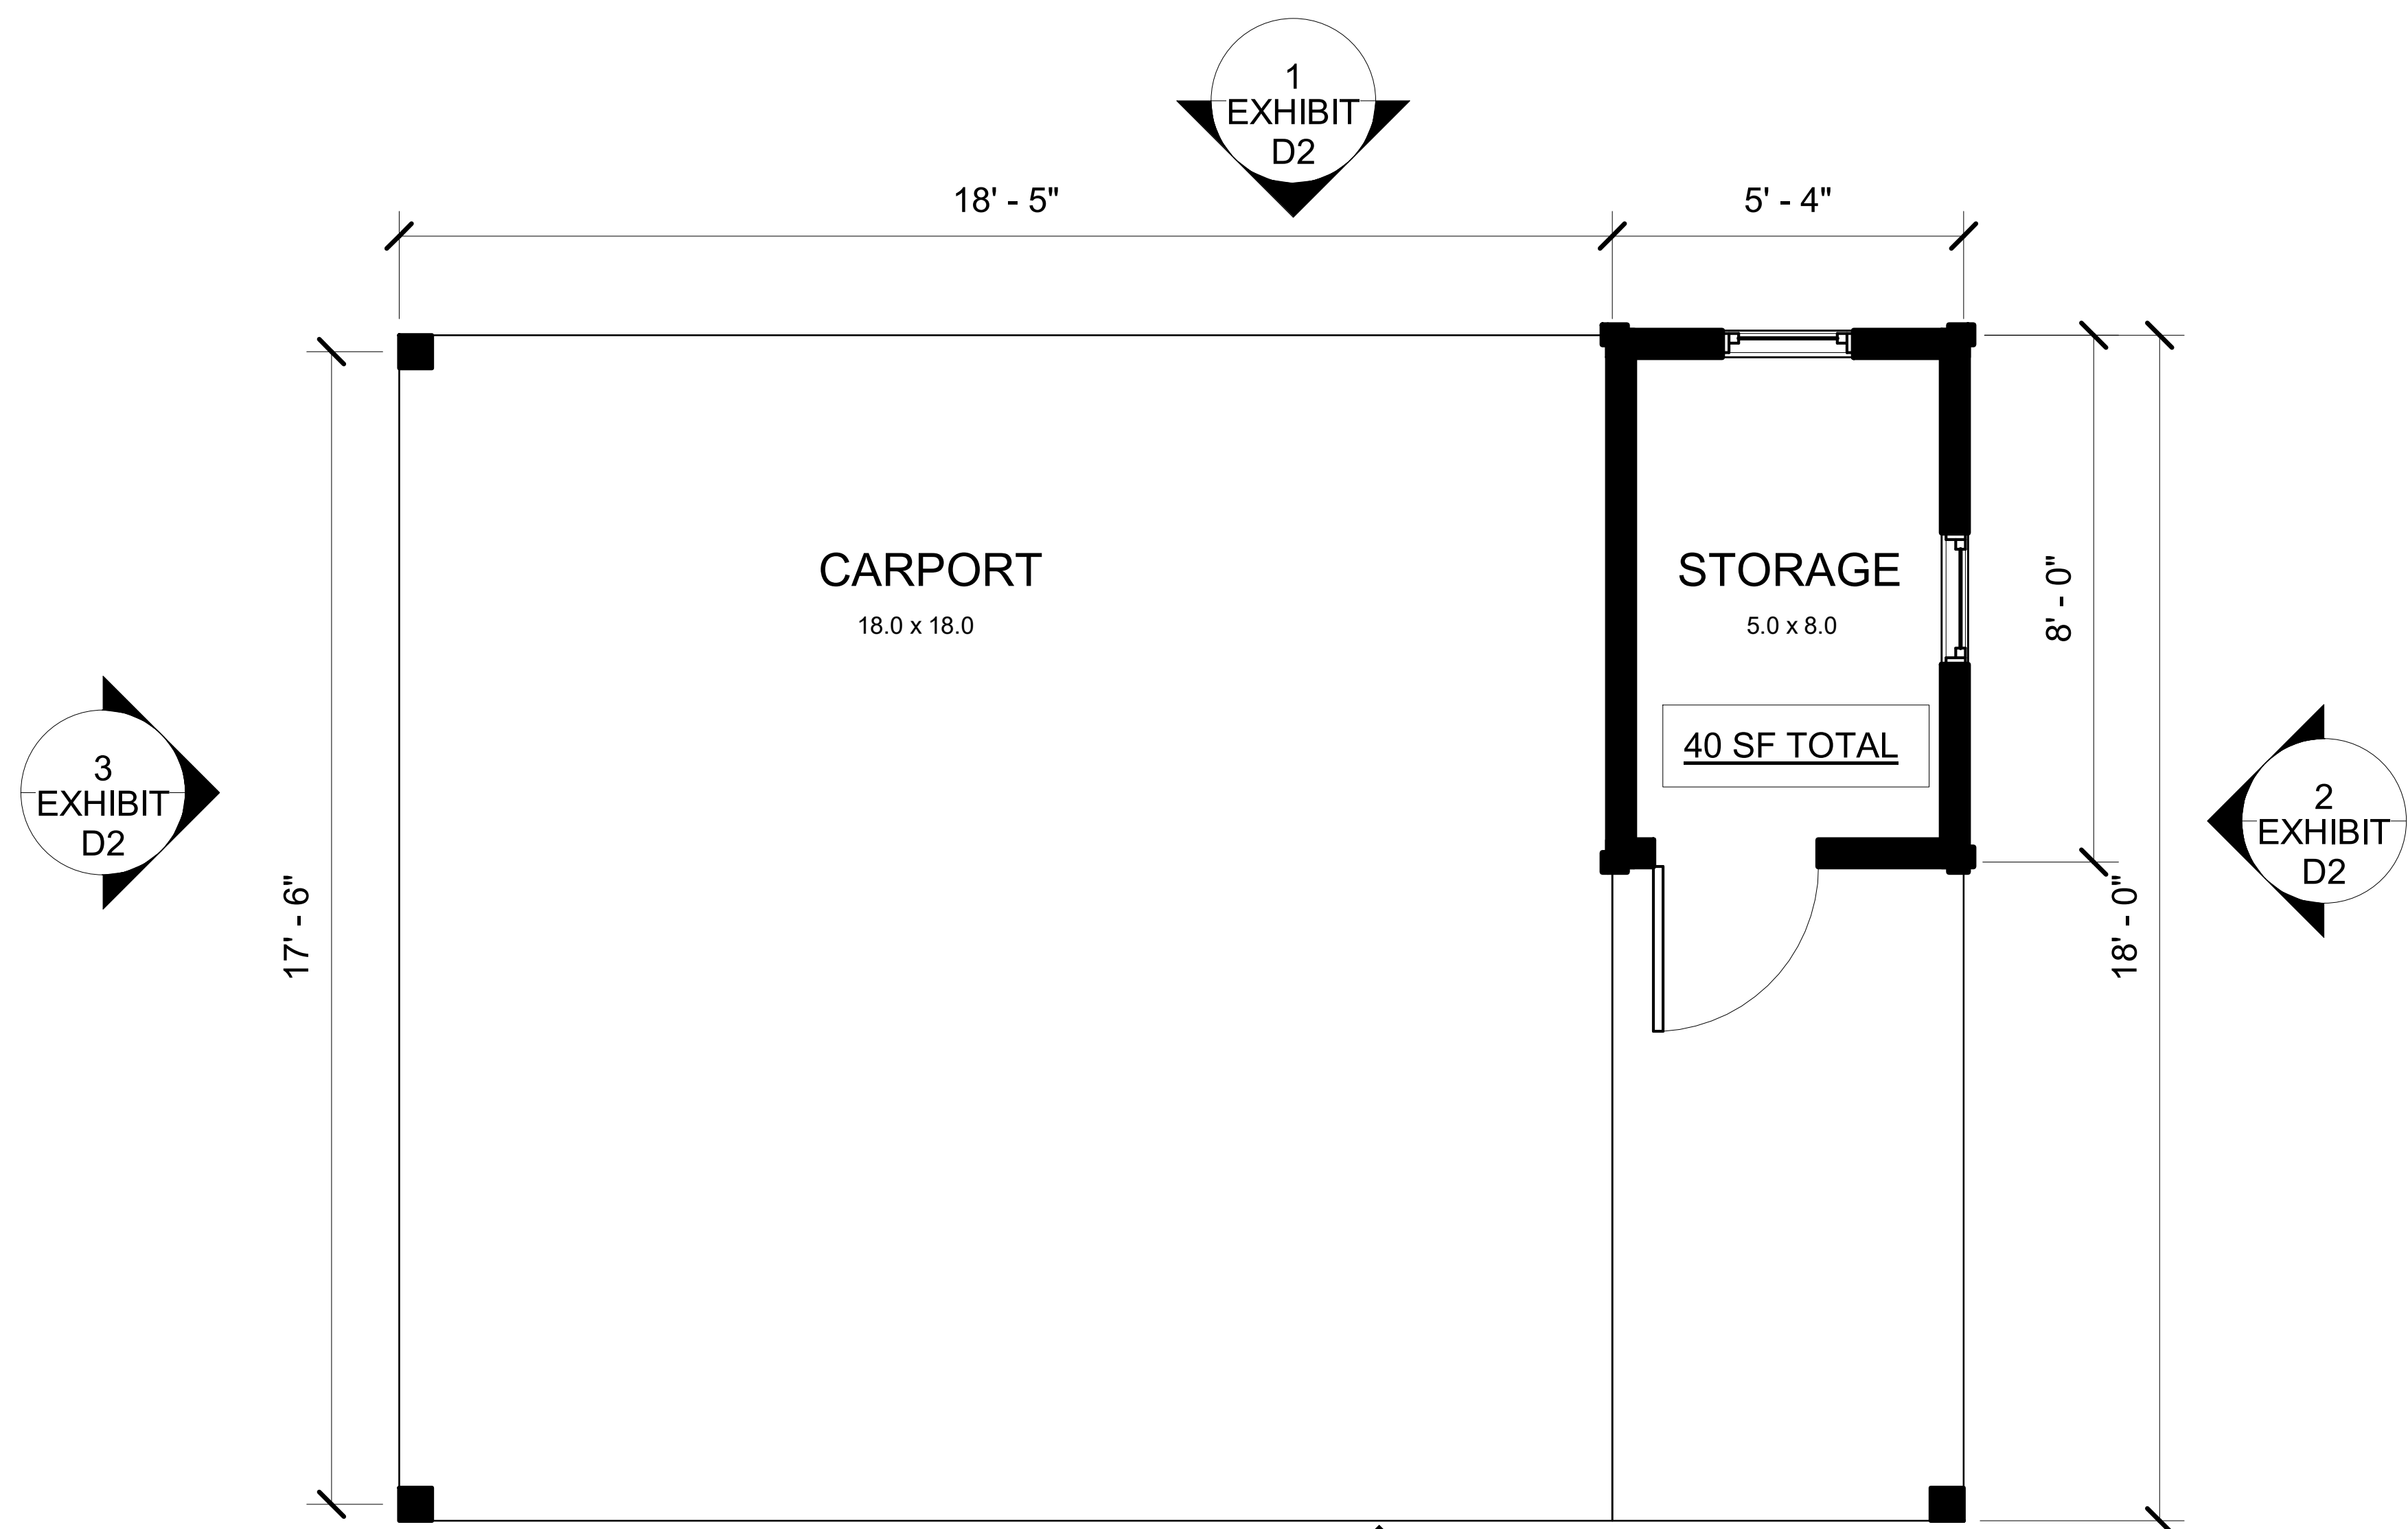 1
EXHIBIT
D2
18' - 5"
5' - 4"
CARPORT
18.0 x 18.0
STORAGE
5.0 x 8.0
8' - 0"
40 SF TOTAL
3
EXHIBIT
D2
2
EXHIBIT
D2
17' - 6"
18' - 0"